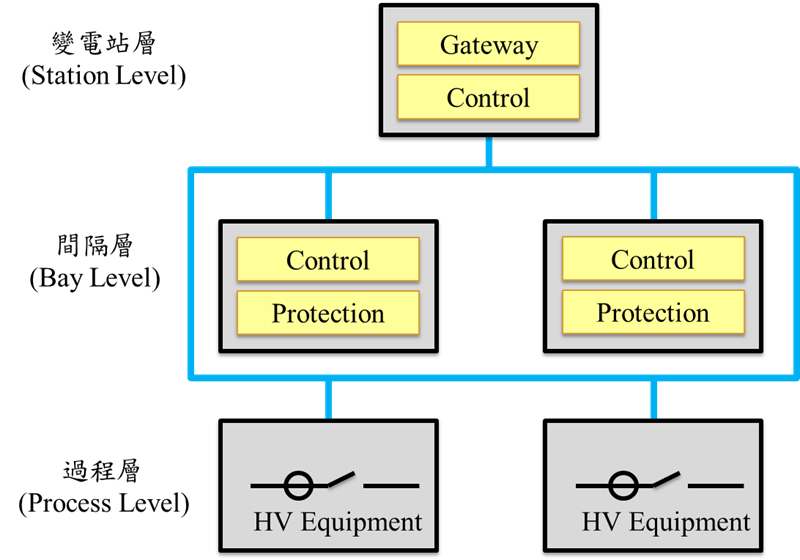 變電站層
(Station Level)
Gateway
Control
間隔層
(Bay Level)
Control
Protection
Control
Protection
過程層
(Process Level)
HV Equipment
HV Equipment